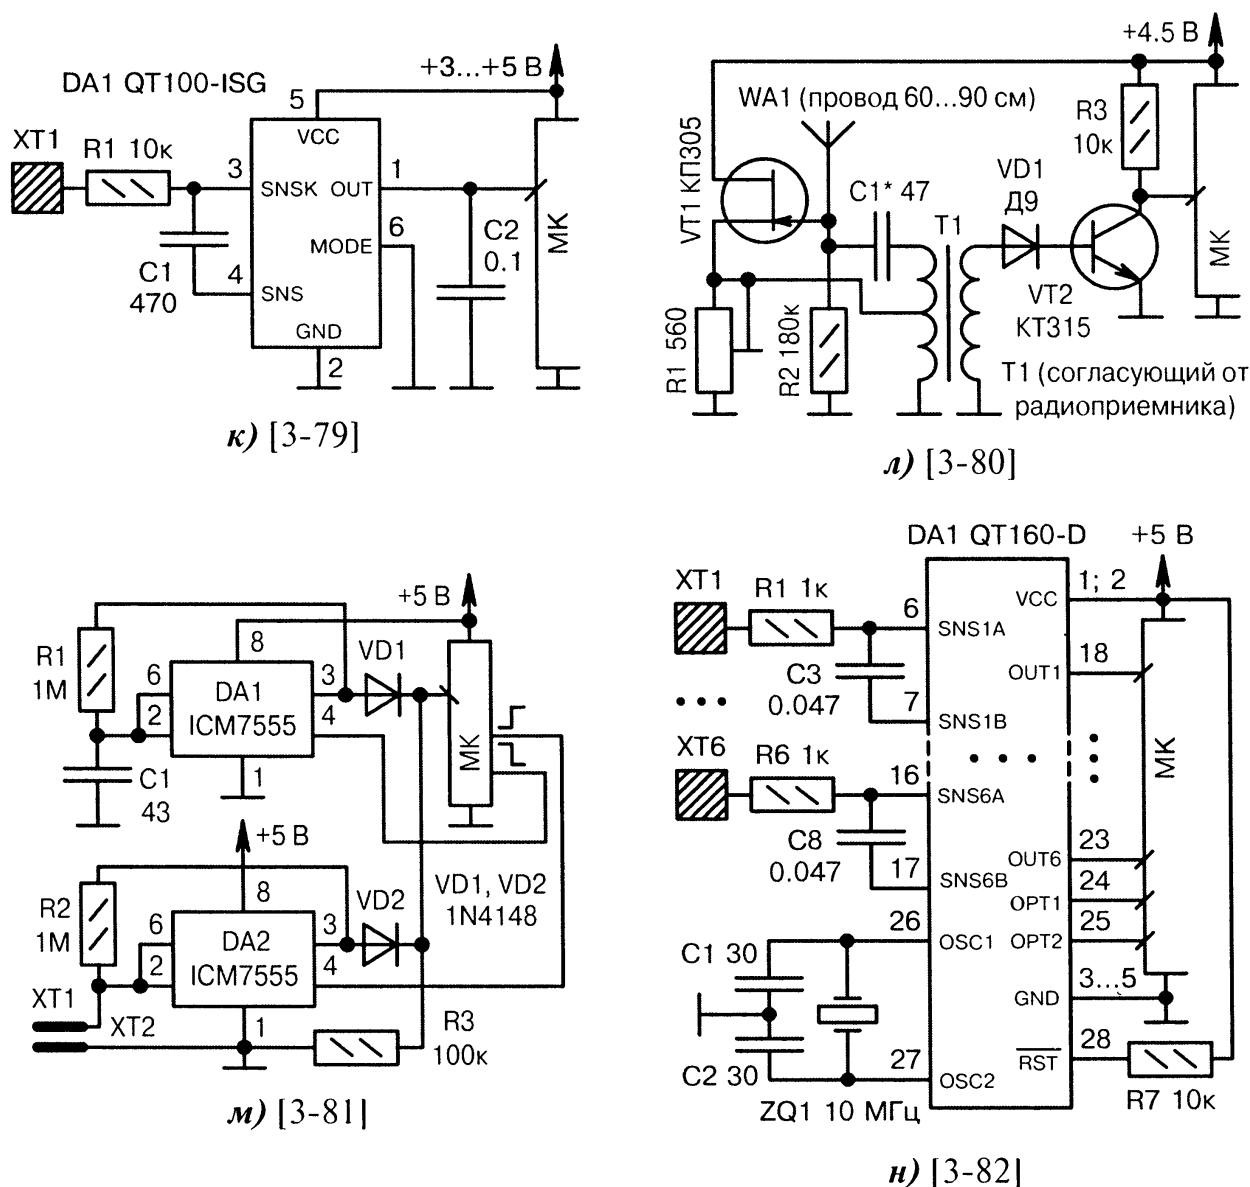 DA1 QT100-ISG
+3...+5 В
5
VCC
XT1
R1 10к
3
SNSK
OUT
1
6
MODE
C1
470
4
SNS
C2
0.1
МК
GND
2
к) [3-79]
+4.5 В
WA1 (провод 60...90 см)
VT1 КП305
R3
10к
C1* 47
T1
VD1
Д9
МК
VT2
КТ315
R1 560
R2 180к
T1 (согласующий от
радиоприемника)
л) [3-80]
+5 В
R1
1М
8
VD1
6
DA1
3
2
ICM7555
4
МК
C1
43
1
+5 В
8
VD1, VD2
1N4148
R2
1М
VD2
6
DA2
3
2
ICM7555
4
XT1
XT2
1
R3
100к
м) [3-81]
DA1 QT160-D
+5 В
XT1
R1 1к
6
SNS1A
VCC
1; 2
OUT1
18
C3
0.047
7
SNS1B
• • •
XT6
R6 1к
16
SNS6A
МК
C8
0.047
17
SNS6B
OUT6
23
OPT1
24
26
OSC1
OPT2
25
C1 30
GND
3...5
C2 30
27
OSC2
RST
28
ZQ1 10 МГц
R7 10к
н) [3-82]